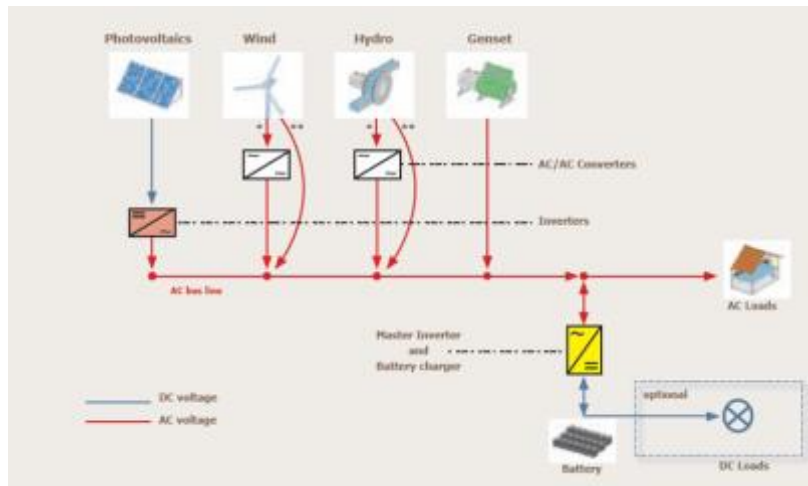 Photovoltaics
Wind
Hydro
Genset
AC/AC Converters
Inverters
AC bus line
AC Loads
Master Inverter
and
Battery charger
DC voltage
AC voltage
optional
Battery
DC Loads